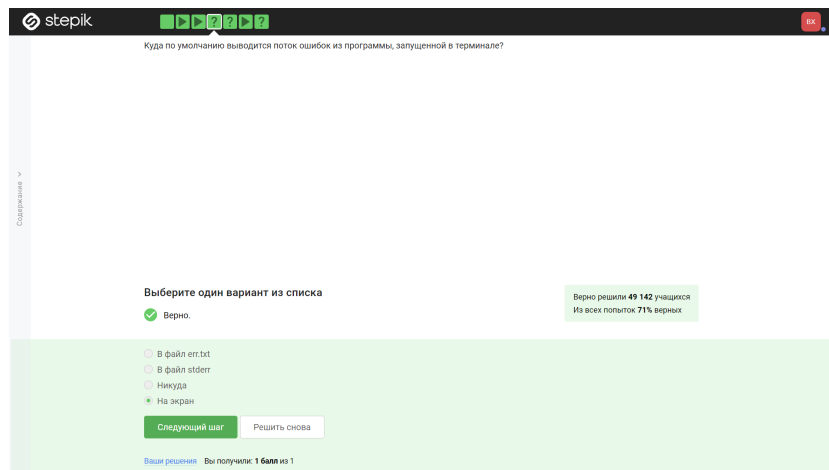 stepik
? ? ?
ВХ
Куда по умолчанию выводится поток ошибок из программы, запущенной в терминале?
Содержание
Выберите один вариант из списка
Верно.
Верно решили 49 142 учащихся
Из всех попыток 71% верных
В файл err.txt
В файл stderr
Никуда
На экран
Следующий шаг
Решить снова
Ваши решения Вы получили: 1 балл из 1